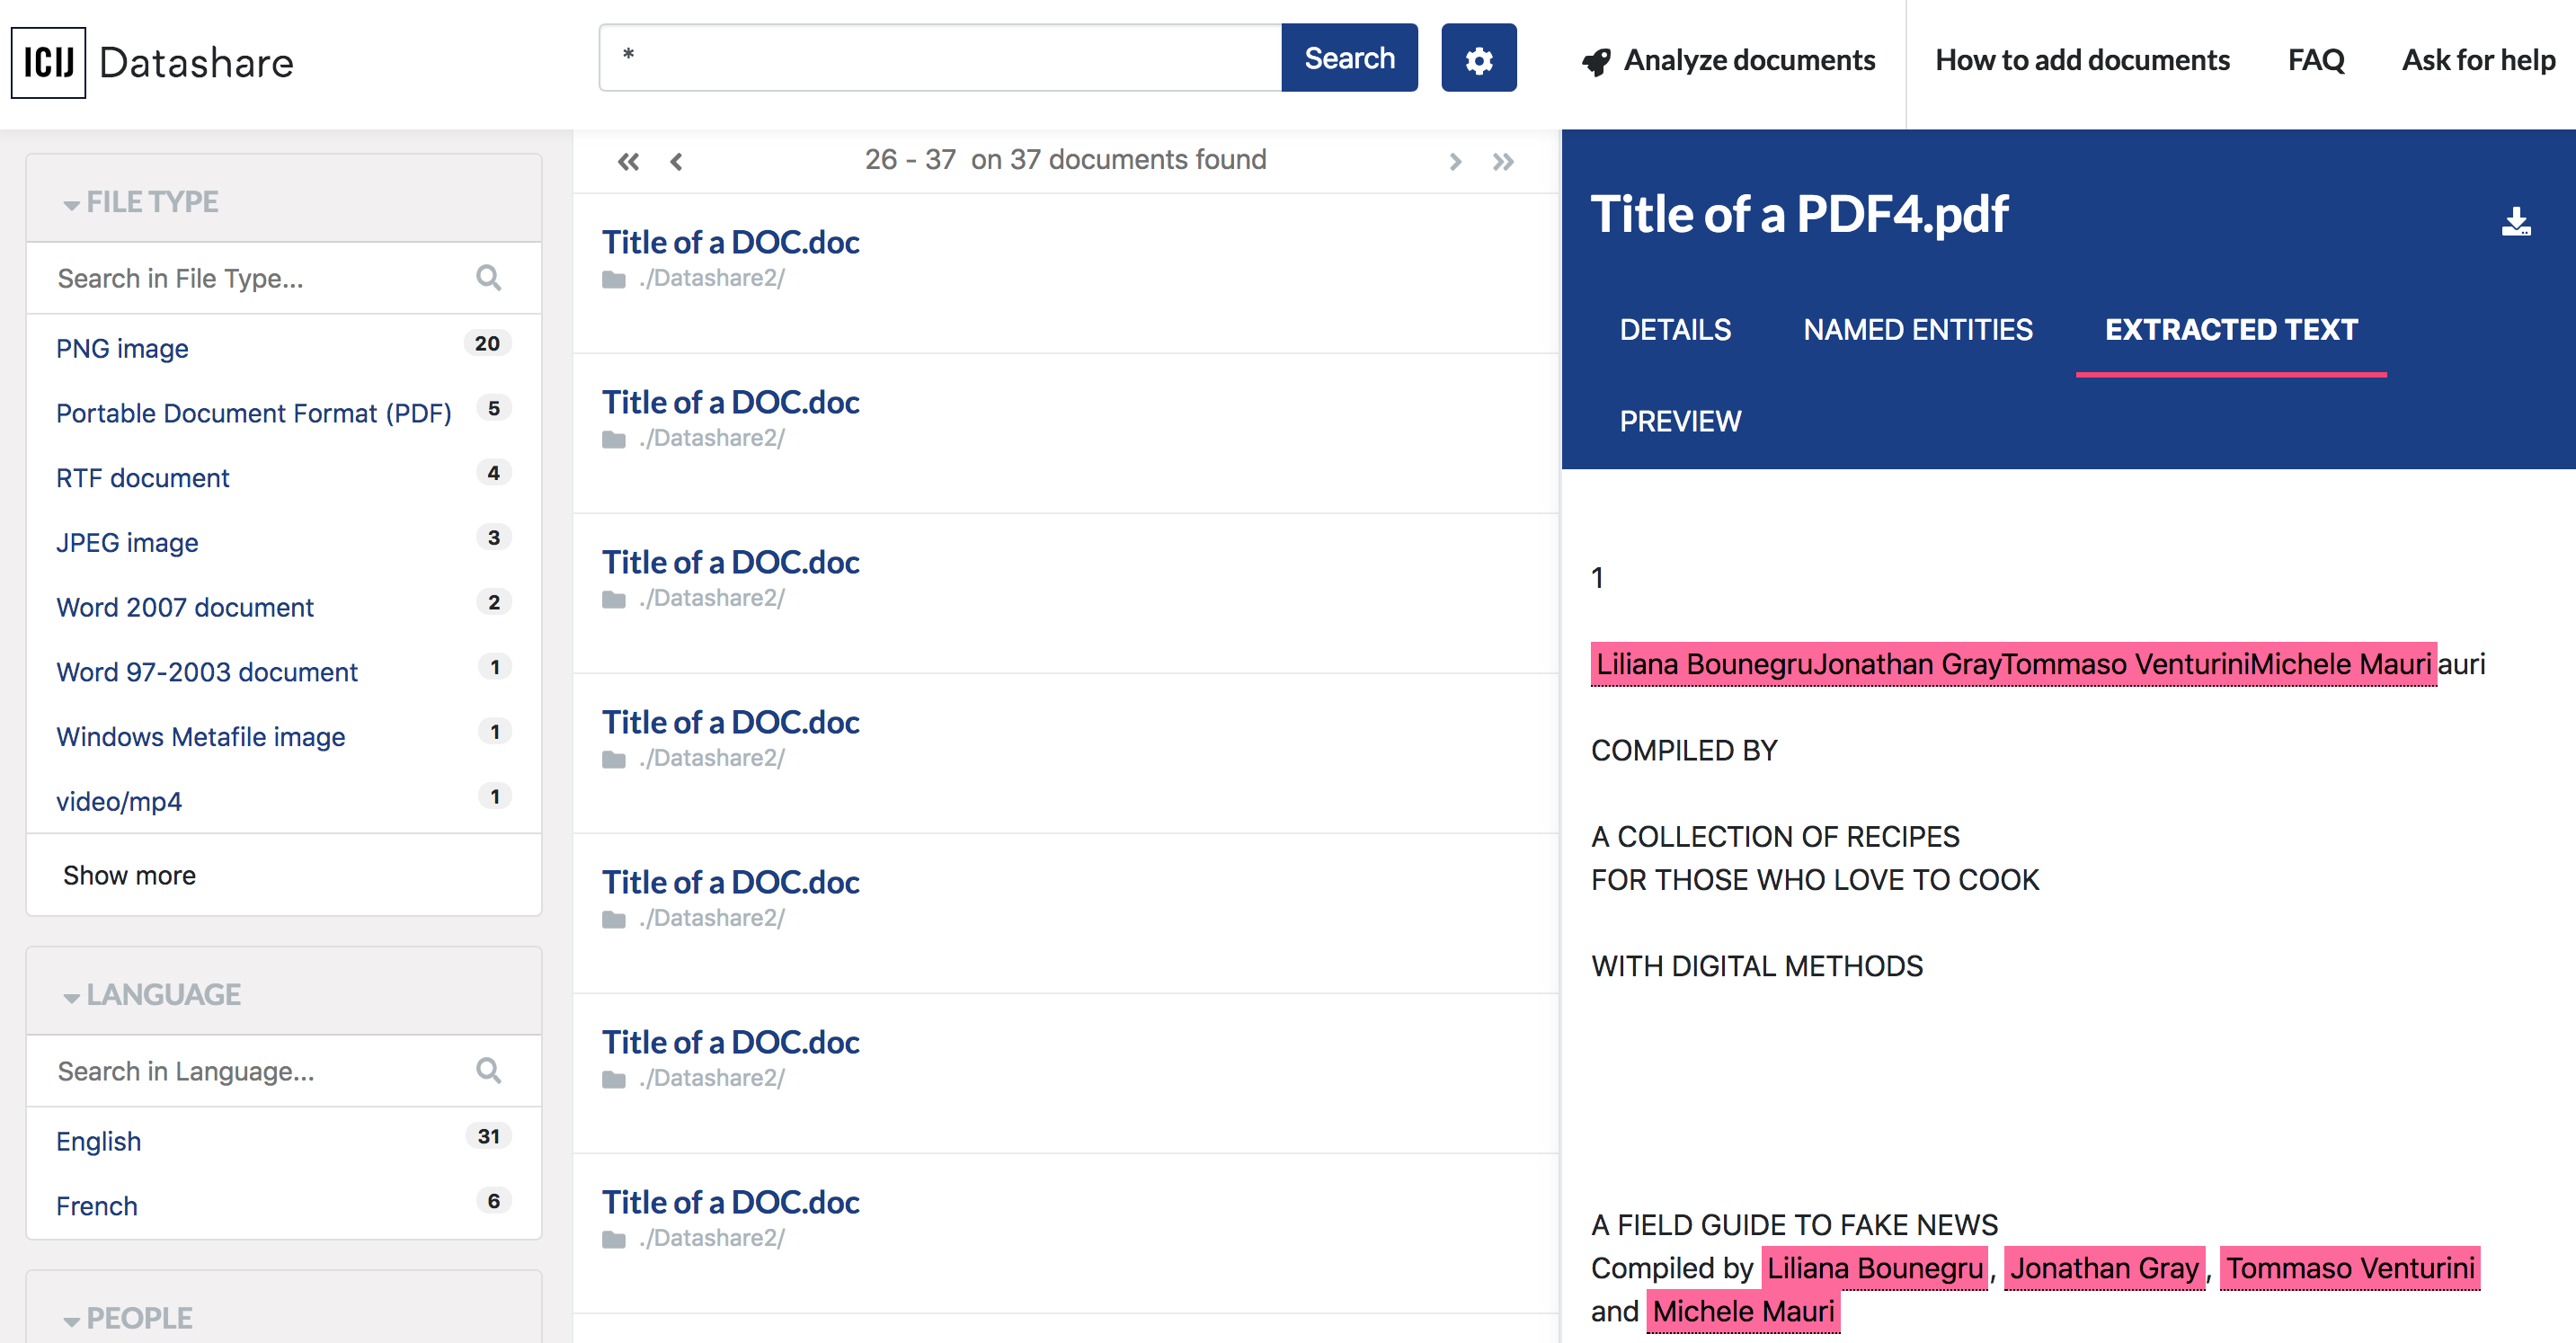 ICIJ Datashare
*
Search
Analyze documents
How to add documents
FAQ
Ask for help
FILE TYPE
Search in File Type...
PNG image 20
Portable Document Format (PDF) 5
RTF document 4
JPEG image 3
Word 2007 document 2
Word 97-2003 document 1
Windows Metafile image 1
video/mp4 1
Show more
LANGUAGE
Search in Language...
English 31
French 6
PEOPLE
26 - 37 on 37 documents found
Title of a DOC.doc
./Datashare2/
Title of a DOC.doc
./Datashare2/
Title of a DOC.doc
./Datashare2/
Title of a DOC.doc
./Datashare2/
Title of a DOC.doc
./Datashare2/
Title of a DOC.doc
./Datashare2/
Title of a DOC.doc
./Datashare2/
Title of a PDF4.pdf
DETAILS NAMED ENTITIES EXTRACTED TEXT
PREVIEW
1
Liliana BounegruJonathan GrayTommaso VenturiniMichele Mauri auri
COMPILED BY
A COLLECTION OF RECIPES
FOR THOSE WHO LOVE TO COOK
WITH DIGITAL METHODS
A FIELD GUIDE TO FAKE NEWS
Compiled by Liliana Bounegru, Jonathan Gray, Tommaso Venturini
and Michele Mauri